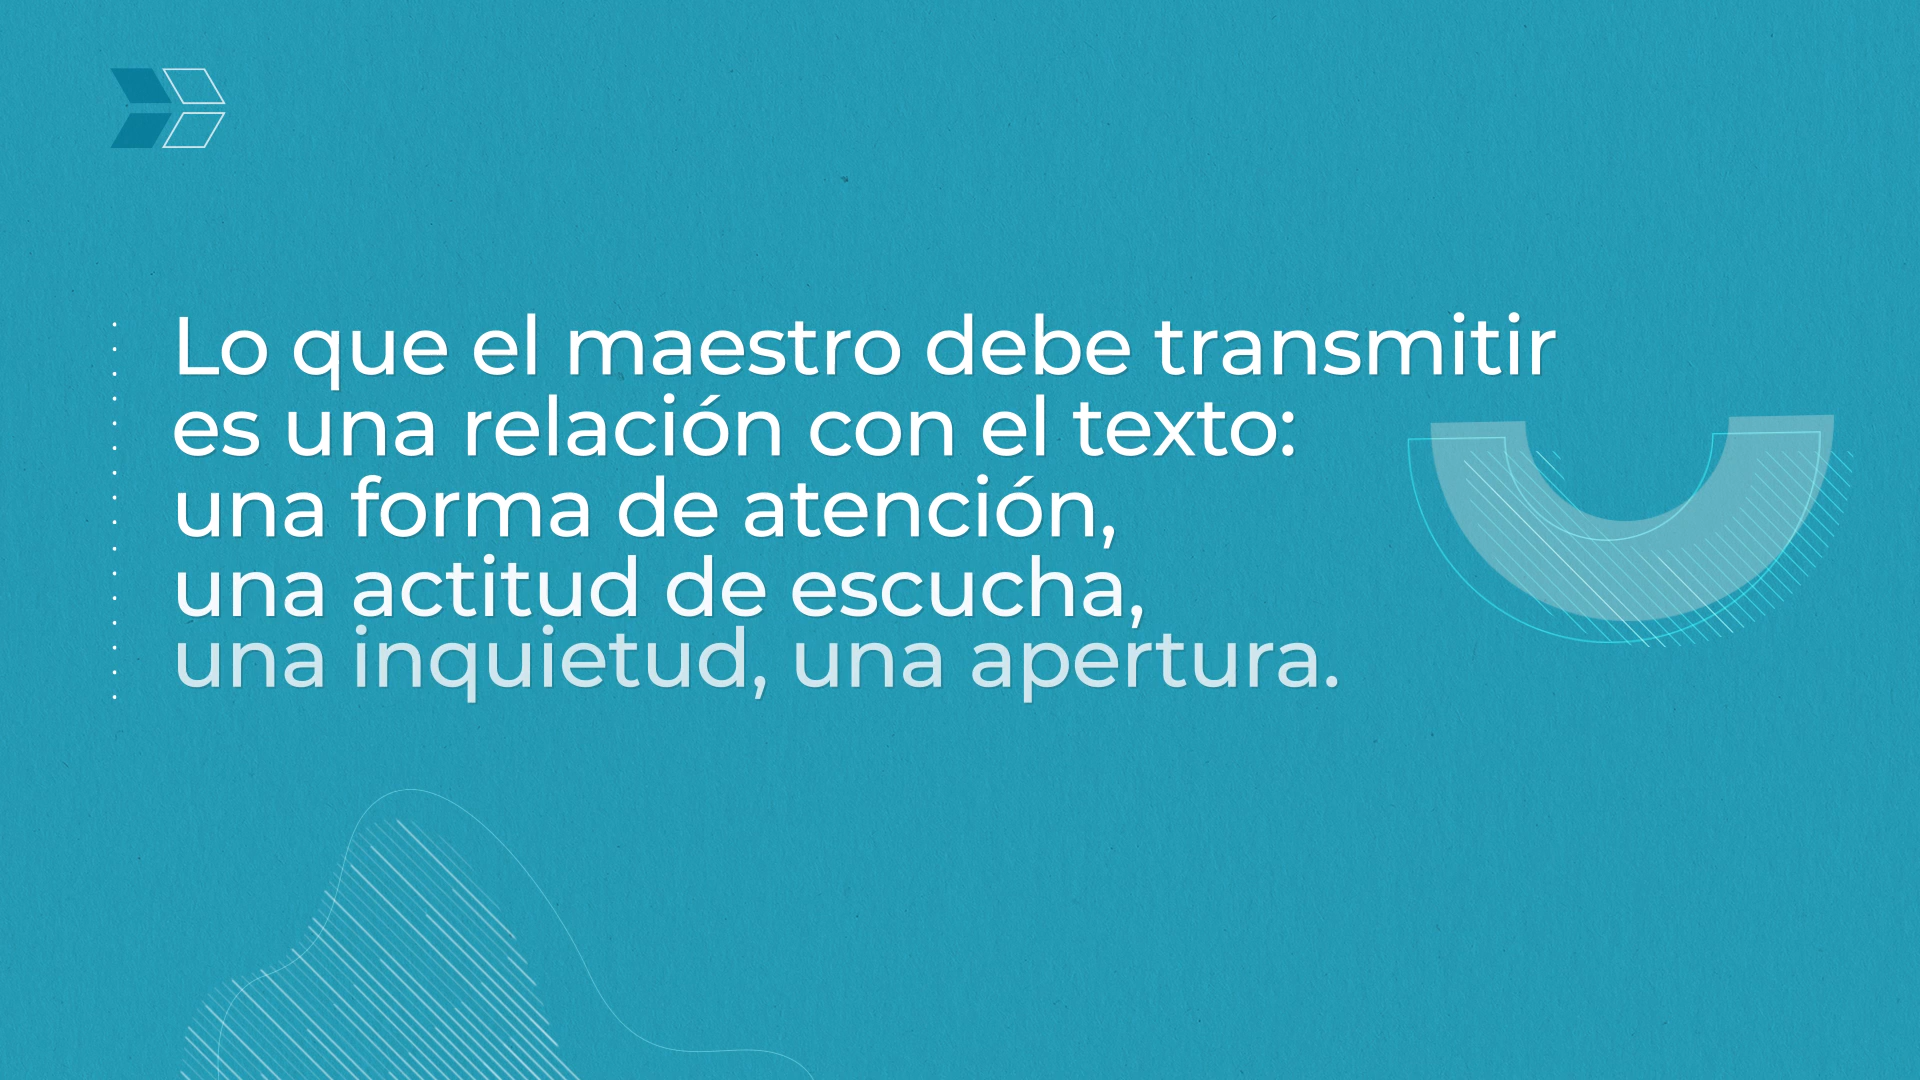 Lo que el maestro debe transmitir
es una relación con el texto:
una forma de atención,
una actitud de escucha,
una inquietud, una apertura.